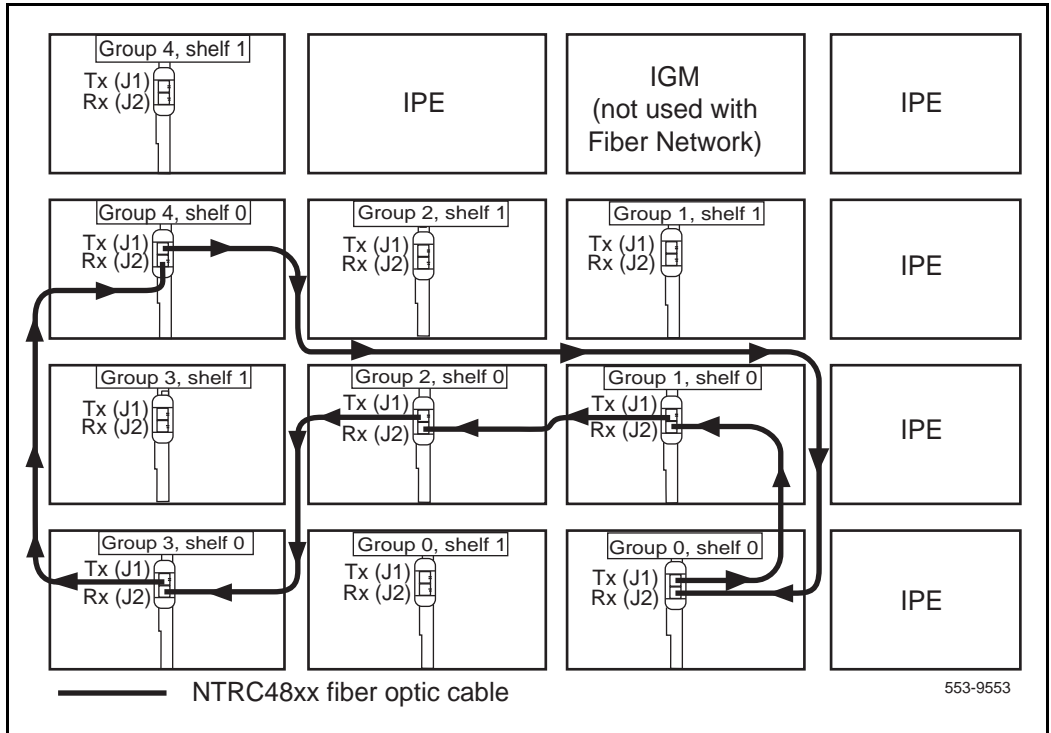 Group 4, shelf 1
Tx (J1)
Rx (J2)
IPE
IGM
(not used with
Fiber Network)
IPE
Group 4, shelf 0
Tx (J1)
Rx (J2)
Group 2, shelf 1
Tx (J1)
Rx (J2)
Group 1, shelf 1
Tx (J1)
Rx (J2)
IPE
Group 3, shelf 1
Tx (J1)
Rx (J2)
Group 2, shelf 0
Tx (J1)
Rx (J2)
Group 1, shelf 0
Tx (J1)
Rx (J2)
IPE
Group 3, shelf 0
Tx (J1)
Rx (J2)
Group 0, shelf 1
Tx (J1)
Rx (J2)
Group 0, shelf 0
Tx (J1)
Rx (J2)
IPE
NTRC48xx fiber optic cable
553-9553